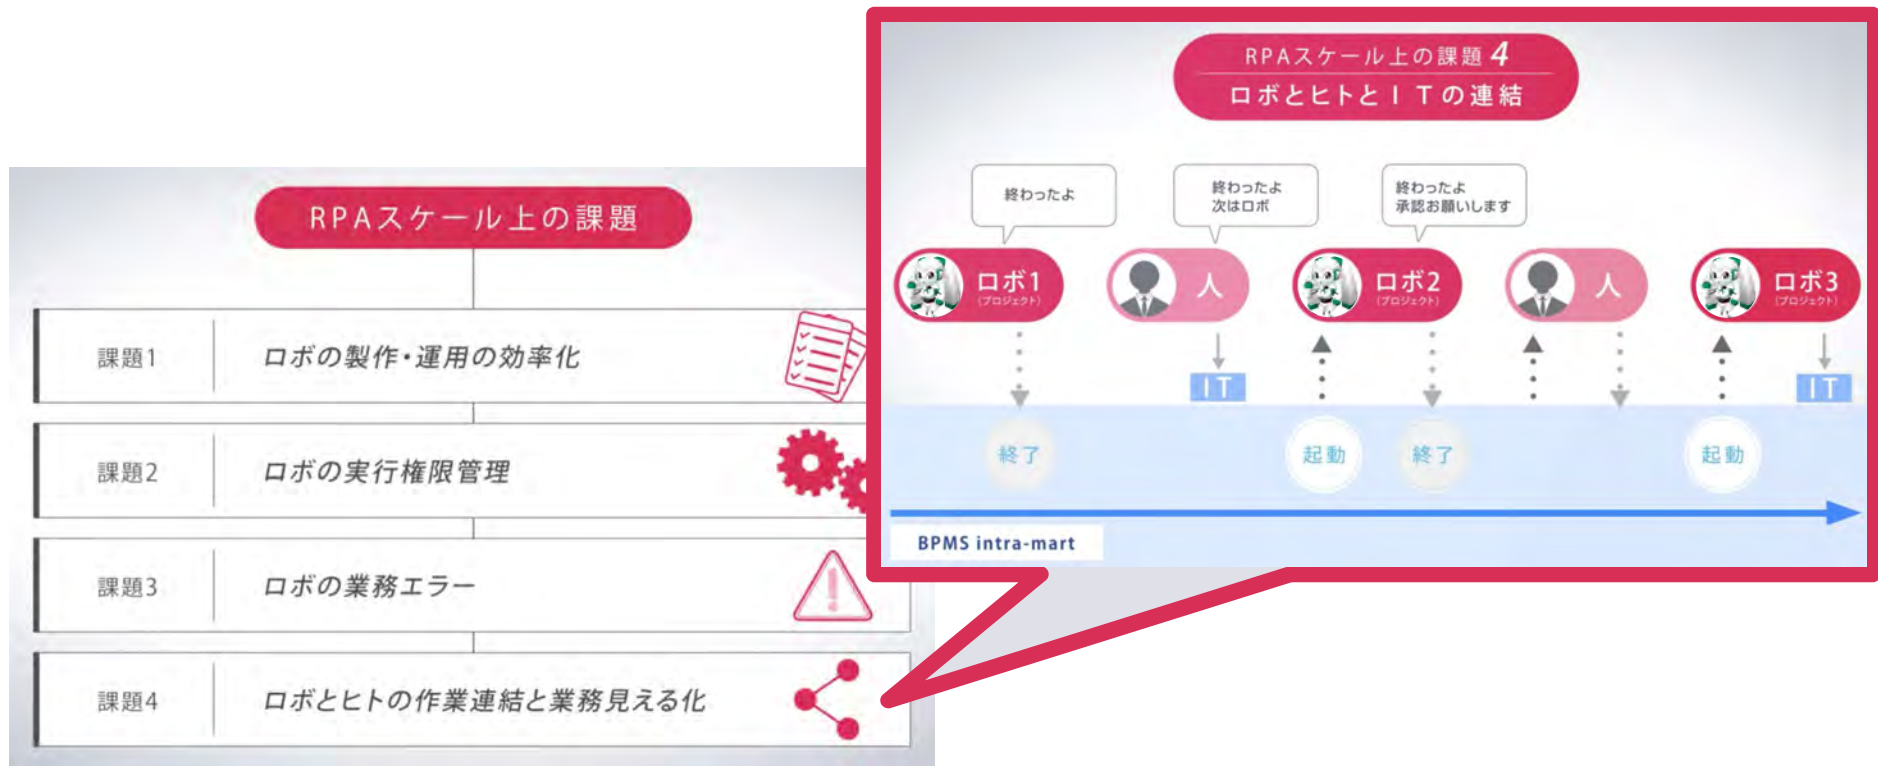 RPAスケール上の課題
課題1
ロボの製作・運用の効率化
課題2
ロボの実行権限管理
課題3
ロボの業務エラー
課題4
ロボとヒトの作業連結と業務見える化
RPAスケール上の課題 4
ロボとヒトとＩＴの連結
終わったよ
終わったよ
次はロボ
終わったよ
承認お願いします
ロボ1
(プロジェクト)
人
ロボ2
(プロジェクト)
人
ロボ3
(プロジェクト)
IT
IT
終了
起動
終了
起動
BPMS intra-mart